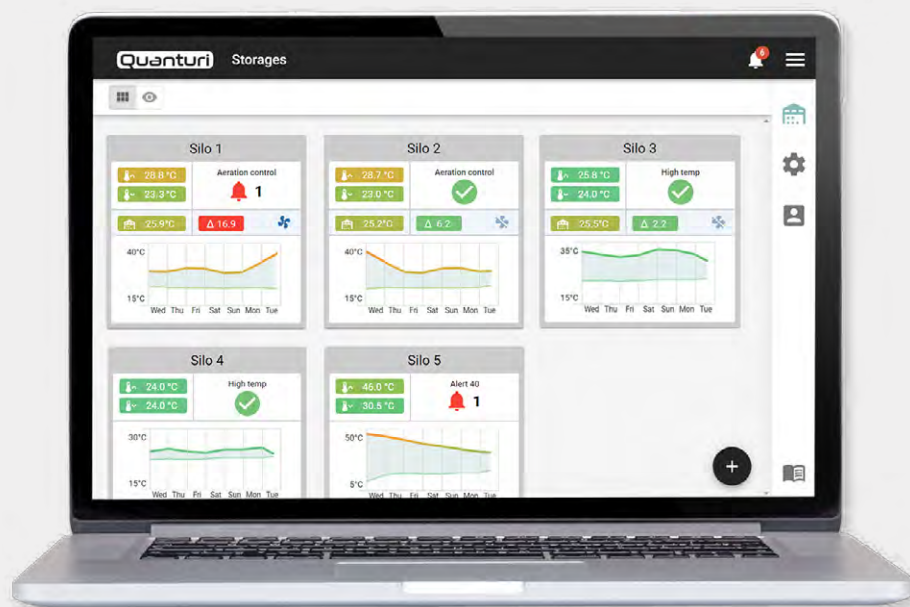 Quanturi Storages 6
Silo 1
28.8 °C
23.3 °C
Aeration control
1
25.9°C
Δ 16.9
40°C
15°C
Wed Thu Fri Sat Sun Mon Tue
Silo 2
28.7 °C
23.0 °C
Aeration control
25.2°C
Δ 6.2
40°C
15°C
Wed Thu Fri Sat Sun Mon Tue
Silo 3
25.8 °C
24.0 °C
High temp
25.5°C
Δ 2.2
35°C
15°C
Wed Thu Fri Sat Sun Mon Tue
Silo 4
24.0 °C
24.0 °C
High temp
30°C
15°C
Wed Thu Fri Sat Sun Mon Tue
Silo 5
46.0 °C
30.5 °C
Alert 40
1
50°C
5°C
Wed Thu Fri Sat Sun Mon Tue
+